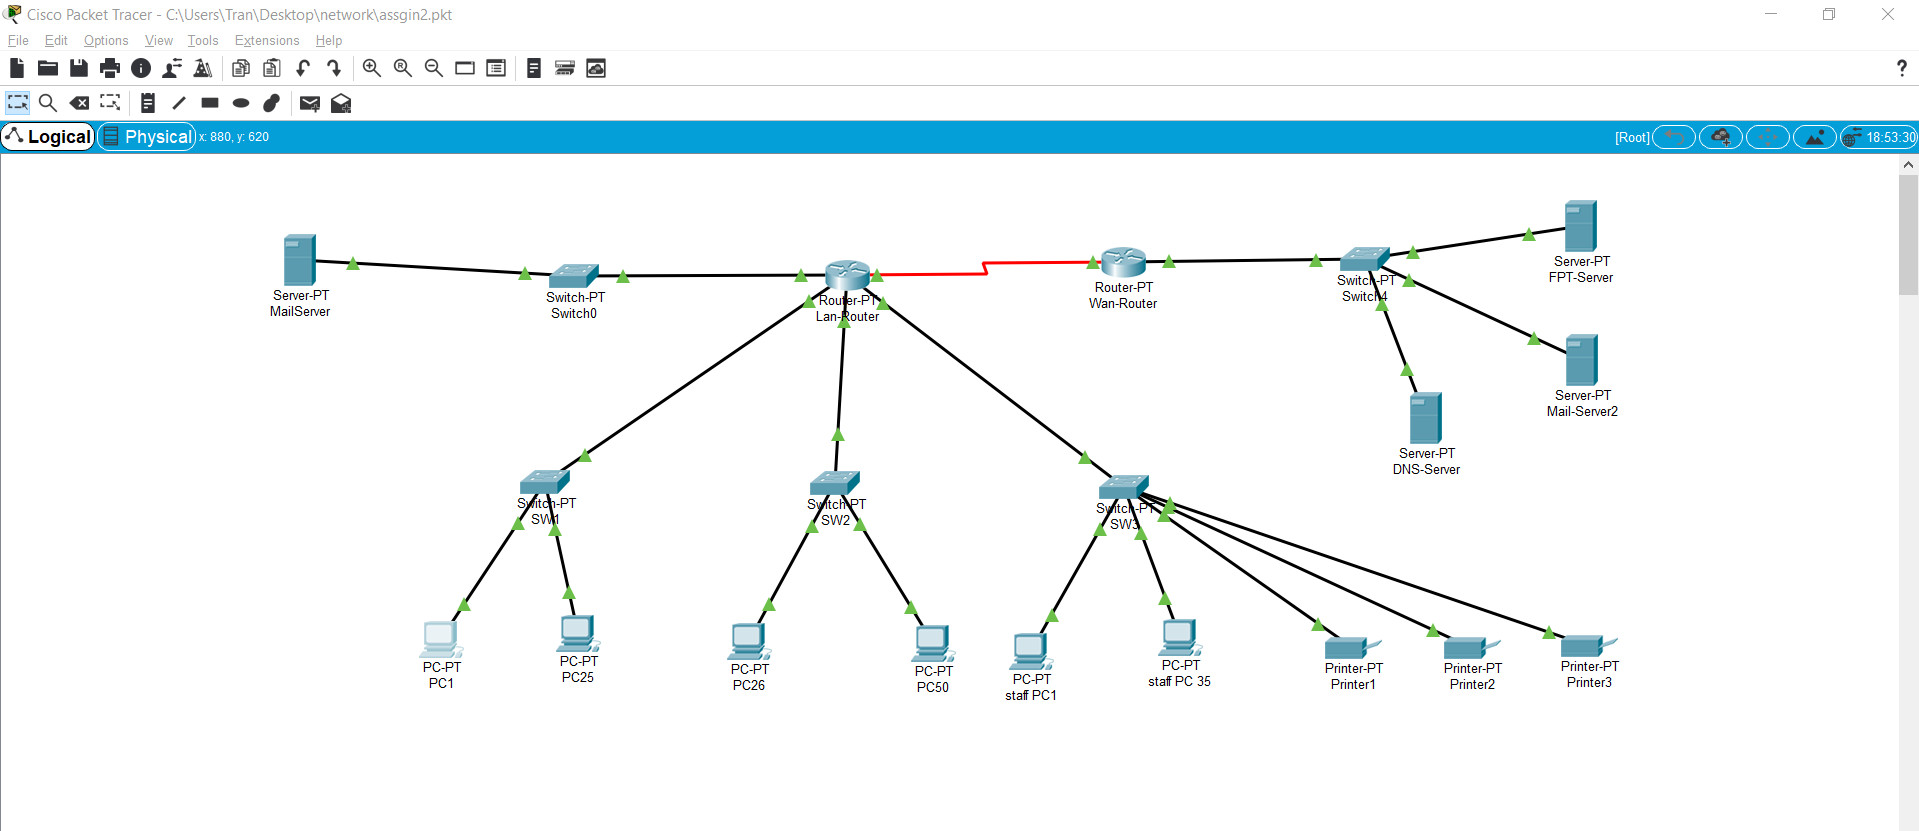 Cisco Packet Tracer - C:\Users\Tran\Desktop\network\assgin2.pkt
File Edit Options View Tools Extensions Help
?
Logical Physical x: 880, y: 620 [Root] 18:53:30
Server-PT
MailServer
Switch-PT
Switch0
Router-PT
Lan-Router
Router-PT
Wan-Router
Switch-PT
Switch4
Server-PT
FPT-Server
Server-PT
Mail-Server2
Server-PT
DNS-Server
Switch-PT
SW1
Switch-PT
SW2
Switch-PT
SW3
PC-PT
PC1
PC-PT
PC25
PC-PT
PC26
PC-PT
PC50
PC-PT
staff PC1
PC-PT
staff PC 35
Printer-PT
Printer1
Printer-PT
Printer2
Printer-PT
Printer3